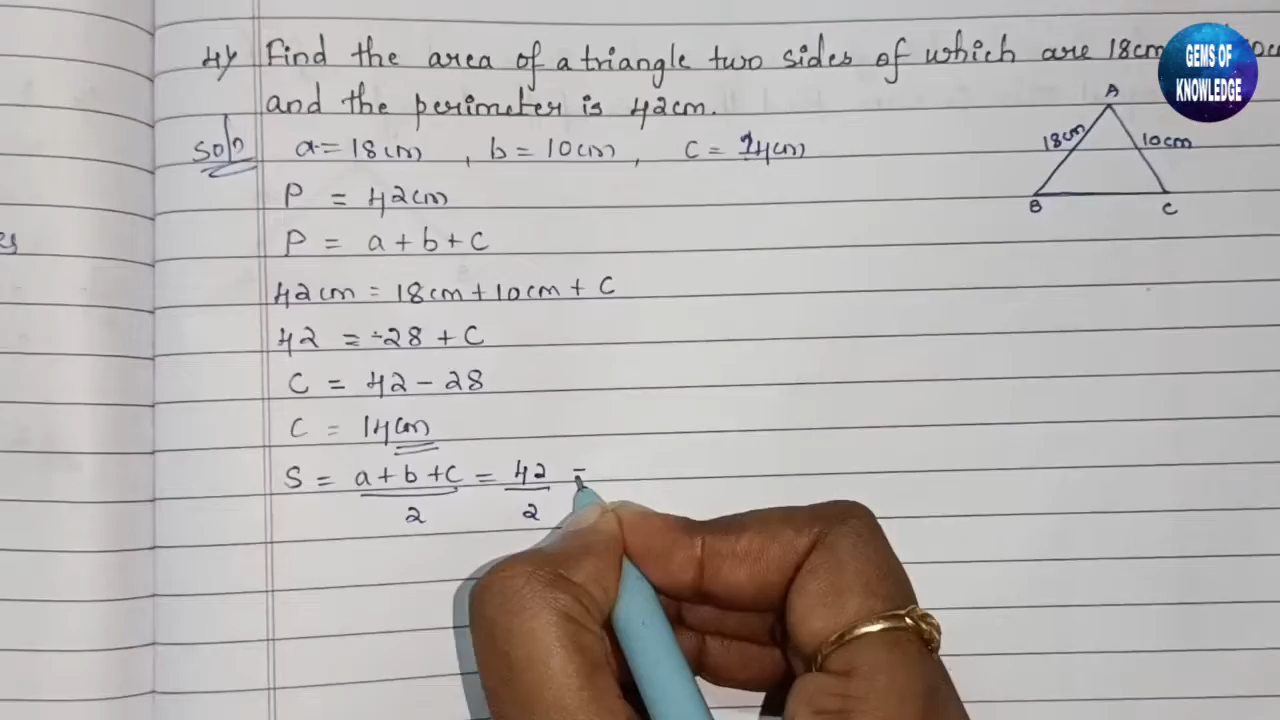 4) Find the area of a triangle two sides of which are 18cm
and the perimeter is 42cm.
Soln a = 18cm , b = 10cm , c = 14cm
P = 42cm
P = a + b + c
42cm = 18cm + 10cm + C
42 = 28 + C
C = 42 - 28
C = 14cm
S = a + b + c = 42 =
2 2
A
18cm 10cm
B C
GEMS OF
KNOWLEDGE